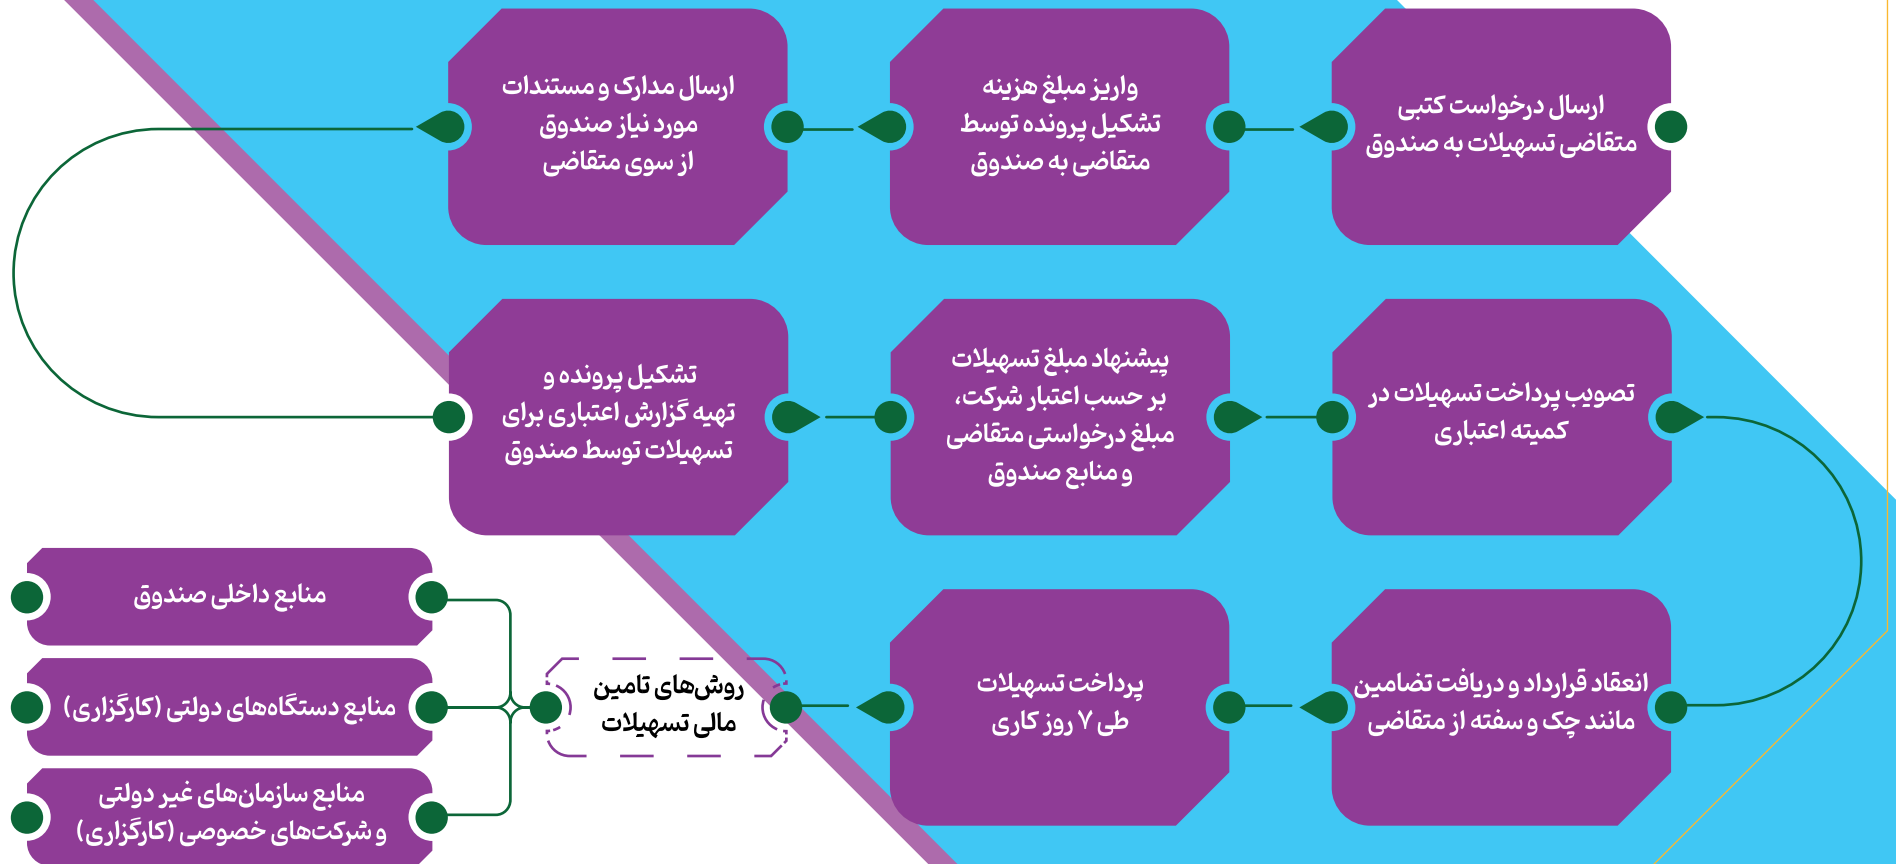 ارسال درخواست کتبی
متقاضی تسهیلات به صندوق
واریز مبلغ هزینه
تشکیل پرونده توسط
متقاضی به صندوق
ارسال مدارک و مستندات
مورد نیاز صندوق
از سوی متقاضی
تشکیل پرونده و
تهیه گزارش اعتباری برای
تسهیلات توسط صندوق
پیشنهاد مبلغ تسهیلات
بر حسب اعتبار شرکت،
مبلغ درخواستی متقاضی
و منابع صندوق
تصویب پرداخت تسهیلات در
کمیته اعتباری
انعقاد قرارداد و دریافت تضامین
مانند چک و سفته از متقاضی
پرداخت تسهیلات
طی ۷ روز کاری
روش‌های تامین
مالی تسهیلات
منابع داخلی صندوق
منابع دستگاه‌های دولتی (کارگزاری)
منابع سازمان‌های غیر دولتی
و شرکت‌های خصوصی (کارگزاری)